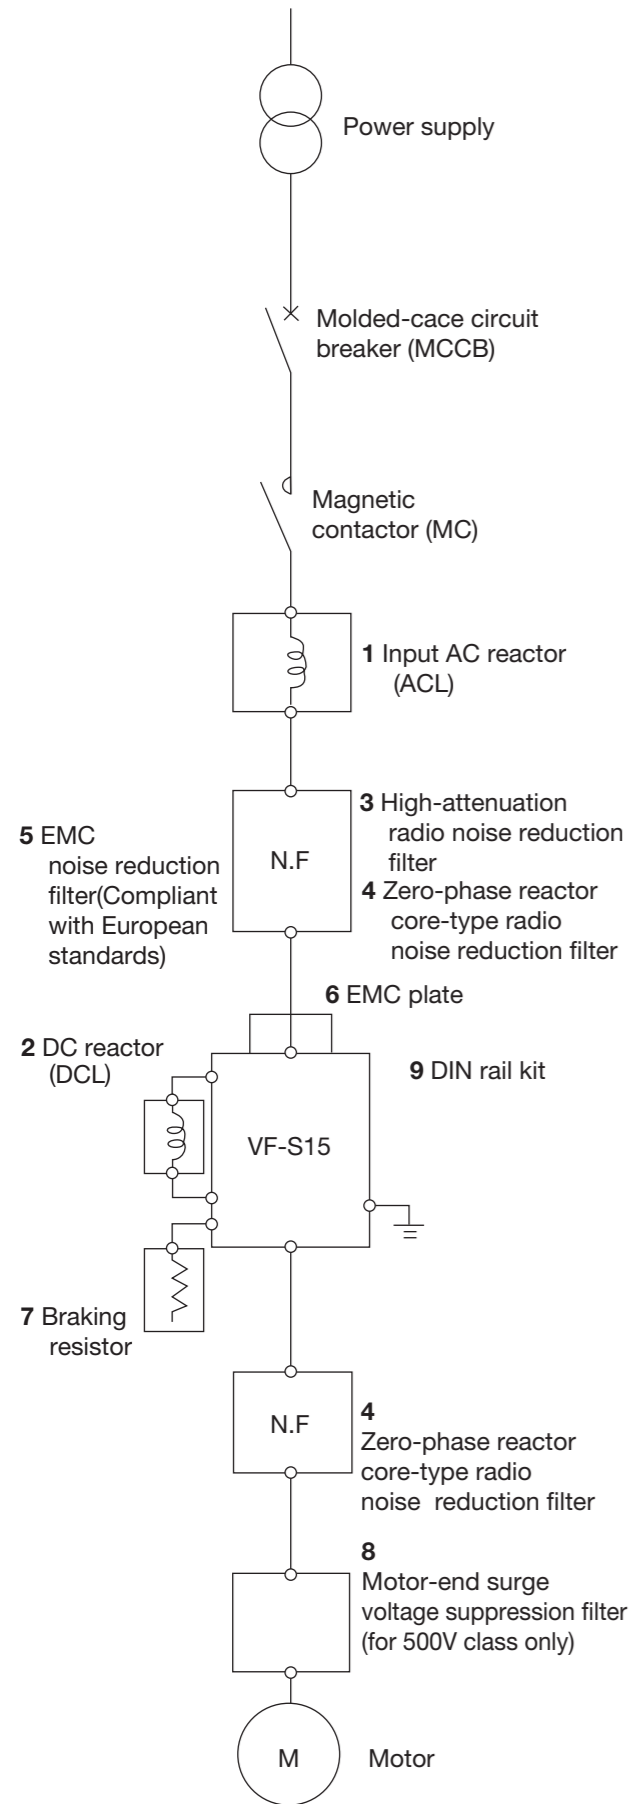 Power supply
Molded-cace circuit
breaker (MCCB)
Magnetic
contactor (MC)
1 Input AC reactor
(ACL)
3 High-attenuation
radio noise reduction
filter
4 Zero-phase reactor
core-type radio
noise reduction filter
5 EMC
noise reduction
filter(Compliant
with European
standards)
N.F
6 EMC plate
2 DC reactor
(DCL)
9 DIN rail kit
VF-S15
7 Braking
resistor
N.F
4
Zero-phase reactor
core-type radio
noise reduction filter
8
Motor-end surge
voltage suppression filter
(for 500V class only)
M
Motor